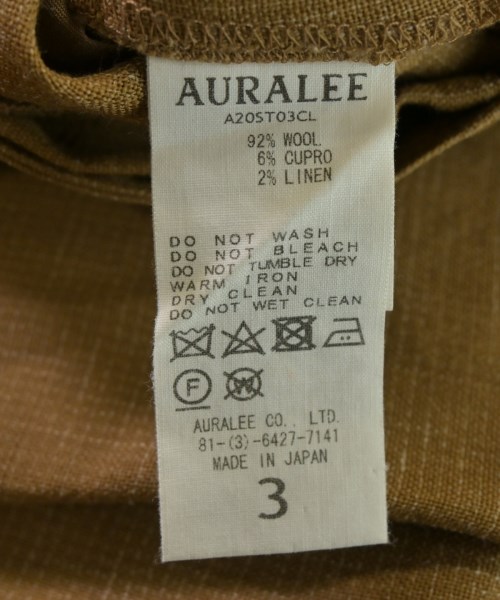 AURALEE
A20ST03CL
92% WOOL
6% CUPRO
2% LINEN
DO NOT WASH
DO NOT BLEACH
DO NOT TUMBLE DRY
WARM IRON
DRY CLEAN
DO NOT WET CLEAN
F W
AURALEE CO., LTD.
81-(3)-6427-7141
MADE IN JAPAN
3